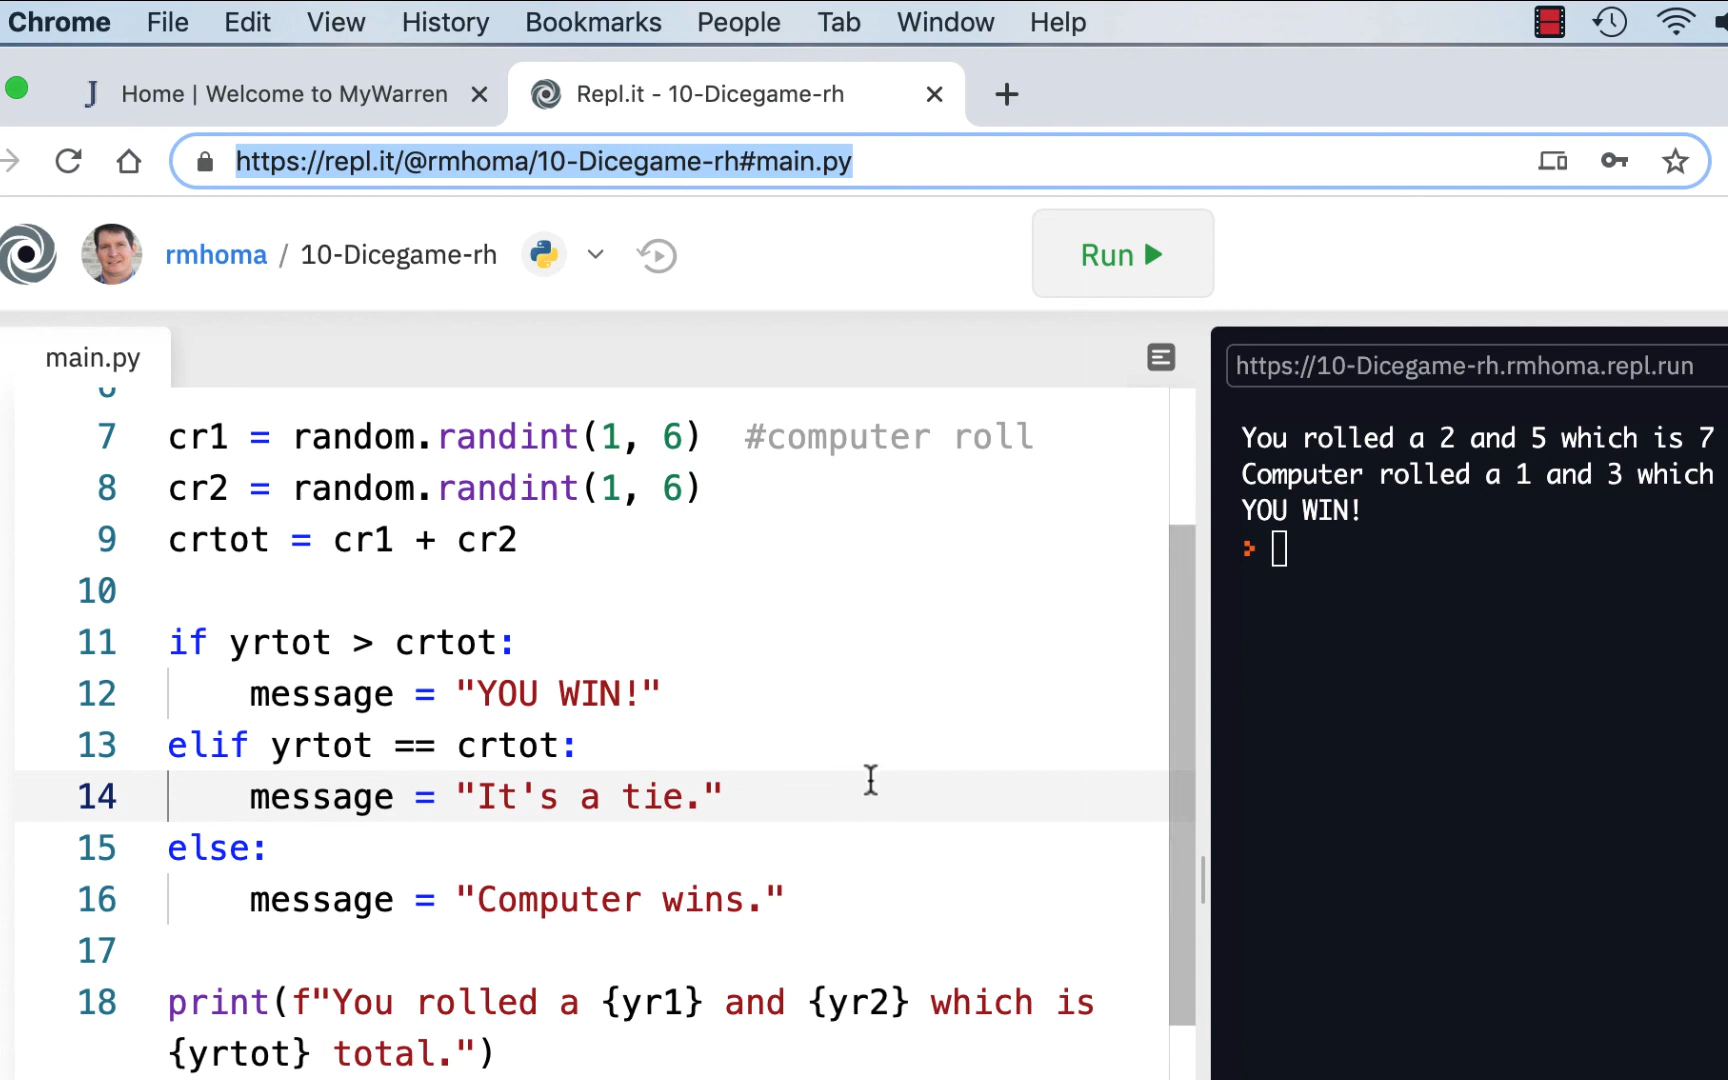 Chrome File Edit View History Bookmarks People Tab Window Help
J Home | Welcome to MyWarren Repl.it - 10-Dicegame-rh
https://repl.it/@rmhoma/10-Dicegame-rh#main.py
rmhoma / 10-Dicegame-rh Run
main.py
https://10-Dicegame-rh.rmhoma.repl.run
7 cr1 = random.randint(1, 6) #computer roll
8 cr2 = random.randint(1, 6)
9 crtot = cr1 + cr2
10
11 if yrtot > crtot:
12 message = "YOU WIN!"
13 elif yrtot == crtot:
14 message = "It's a tie."
15 else:
16 message = "Computer wins."
17
18 print(f"You rolled a {yr1} and {yr2} which is
{yrtot} total.")
You rolled a 2 and 5 which is 7
Computer rolled a 1 and 3 which
YOU WIN!